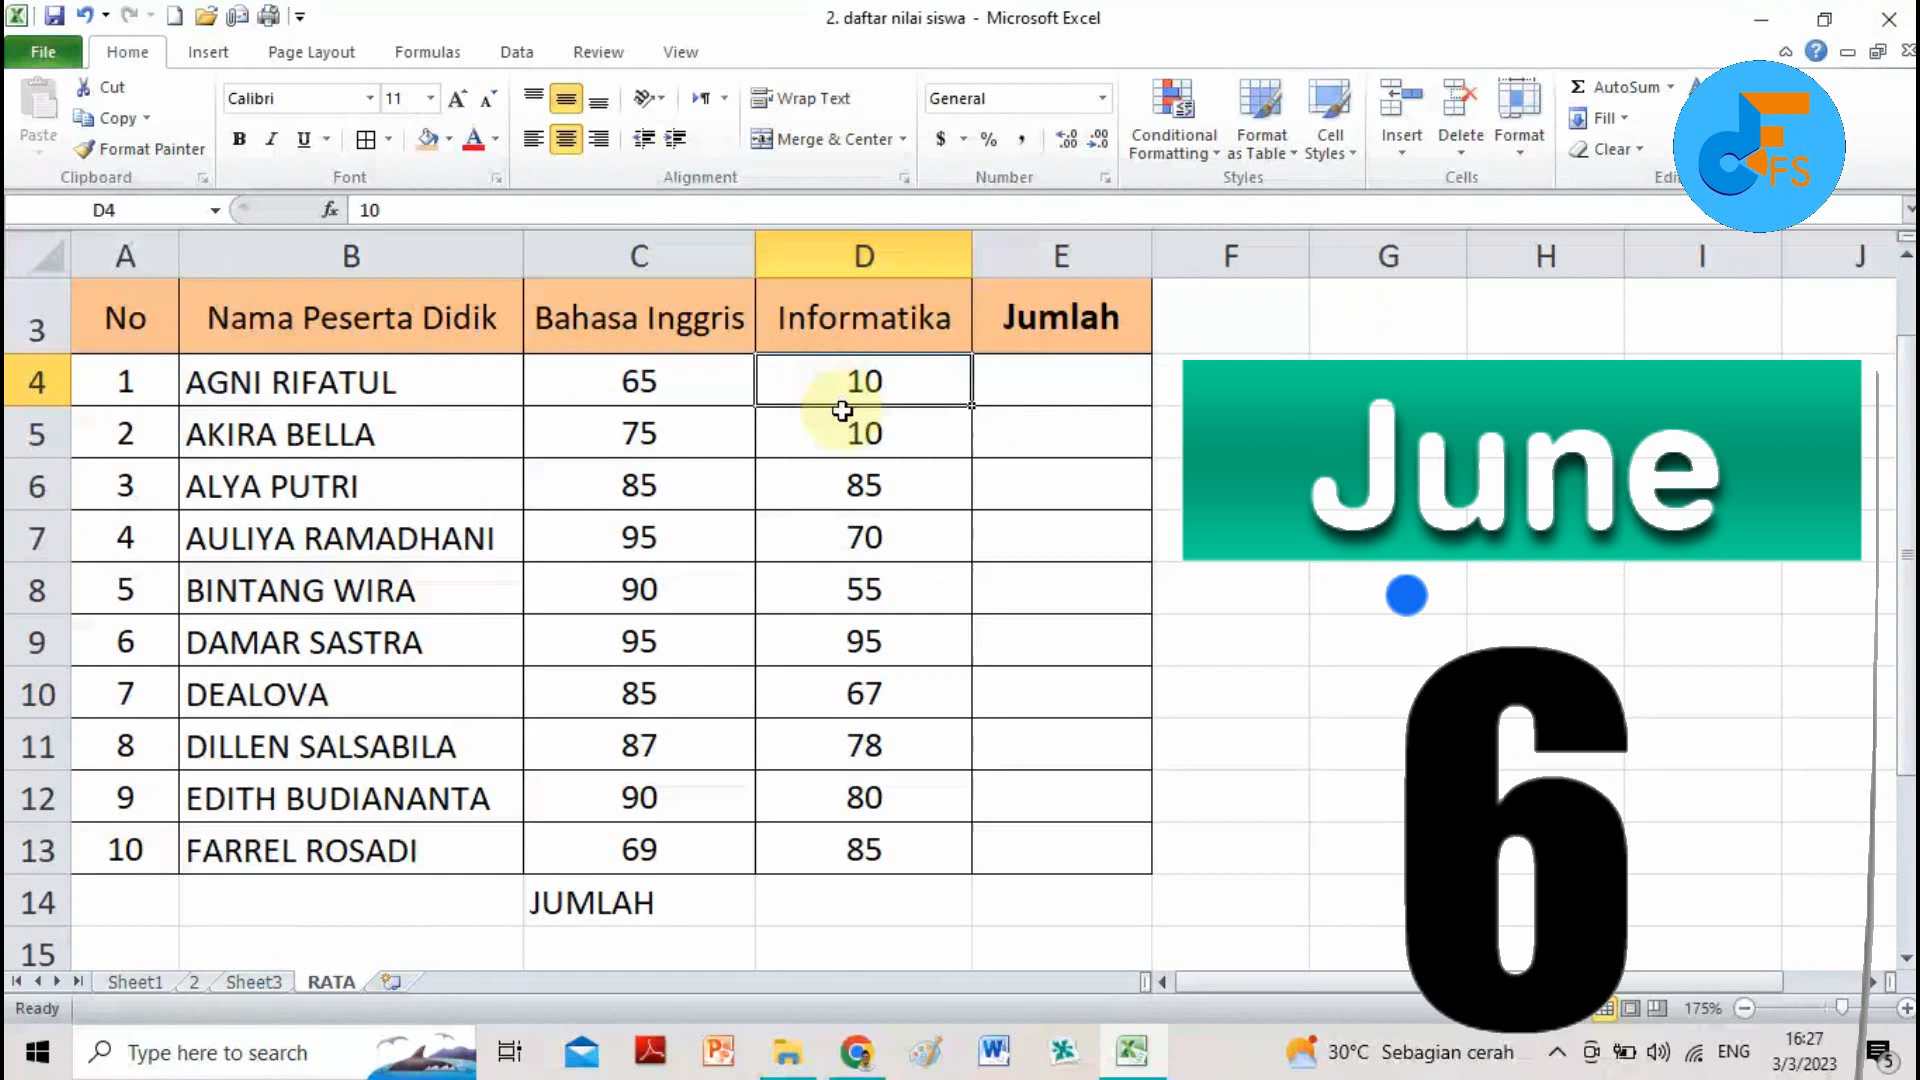 2. daftar nilai siswa - Microsoft Excel
File Home Insert Page Layout Formulas Data Review View
Paste
Cut
Copy
Format Painter
Clipboard
Calibri 11
B I U A
Font
Wrap Text
Merge & Center
Alignment
General
$ % ,
Number
Conditional Formatting
Format as Table
Cell Styles
Styles
Insert Delete Format
Cells
AutoSum
Fill
Clear
FS
D4 fx 10
A B C D E F G H I J
3 No Nama Peserta Didik Bahasa Inggris Informatika Jumlah
4 1 AGNI RIFATUL 65 10
5 2 AKIRA BELLA 75 10
6 3 ALYA PUTRI 85 85
7 4 AULIYA RAMADHANI 95 70
8 5 BINTANG WIRA 90 55
9 6 DAMAR SASTRA 95 95
10 7 DEALOVA 85 67
11 8 DILLEN SALSABILA 87 78
12 9 EDITH BUDIANANTA 90 80
13 10 FARREL ROSADI 69 85
14 JUMLAH
15
June
6
Sheet1 2 Sheet3 RATA
Ready 175%
Type here to search
30°C Sebagian cerah ENG
16:27
3/3/2023
5